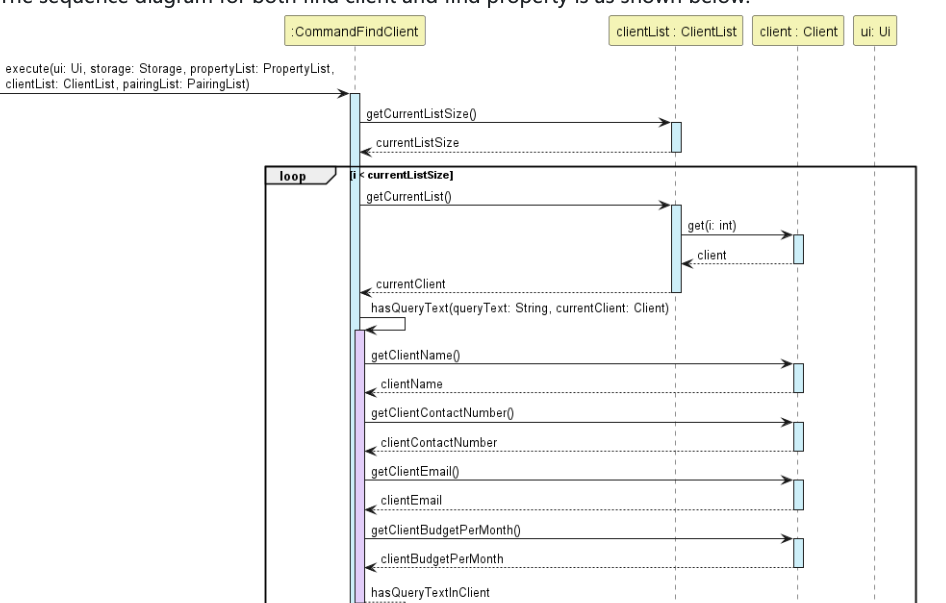 The sequence diagram for both find client and find property is as shown below.
:CommandFindClient
clientList : ClientList
client : Client
ui: Ui
execute(ui: Ui, storage: Storage, propertyList: PropertyList,
clientList: ClientList, pairingList: PairingList)
getCurrentListSize()
currentListSize
loop
[i < currentListSize]
getCurrentList()
get(i: int)
client
currentClient
hasQueryText(queryText: String, currentClient: Client)
getClientName()
clientName
getClientContactNumber()
clientContactNumber
getClientEmail()
clientEmail
getClientBudgetPerMonth()
clientBudgetPerMonth
hasQueryTextInClient